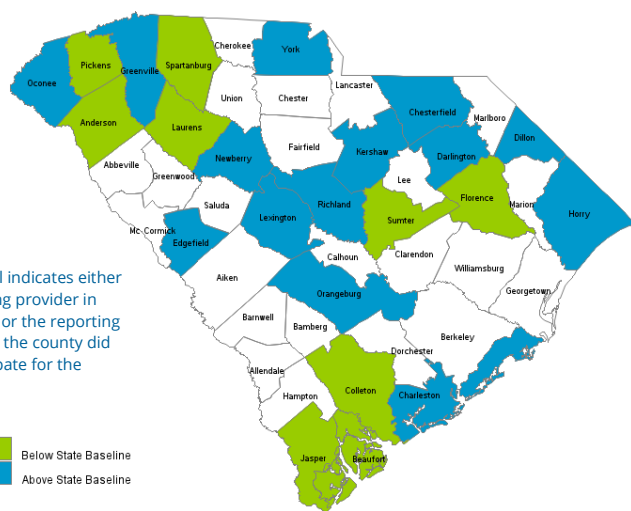 Cherokee
York
Spartanburg
Pickens
Greenville
Oconee
Lancaster
Union
Chester
Chesterfield
Marlboro
Anderson
Laurens
Dillon
Fairfield
Kershaw
Darlington
Newberry
Abbeville
Greenwood
Lee
Florence
Saluda
Marion
Richland
Lexington
Horry
Sumter
Mc Cormick
Edgefield
Calhoun
Clarendon
Williamsburg
Aiken
Georgetown
Orangeburg
Barnwell
Bamberg
Berkeley
Dorchester
Allendale
Colleton
Charleston
Hampton
Jasper
Beaufort
indicates either
provider in
or the reporting
the county did
for the
Below State Baseline
Above State Baseline